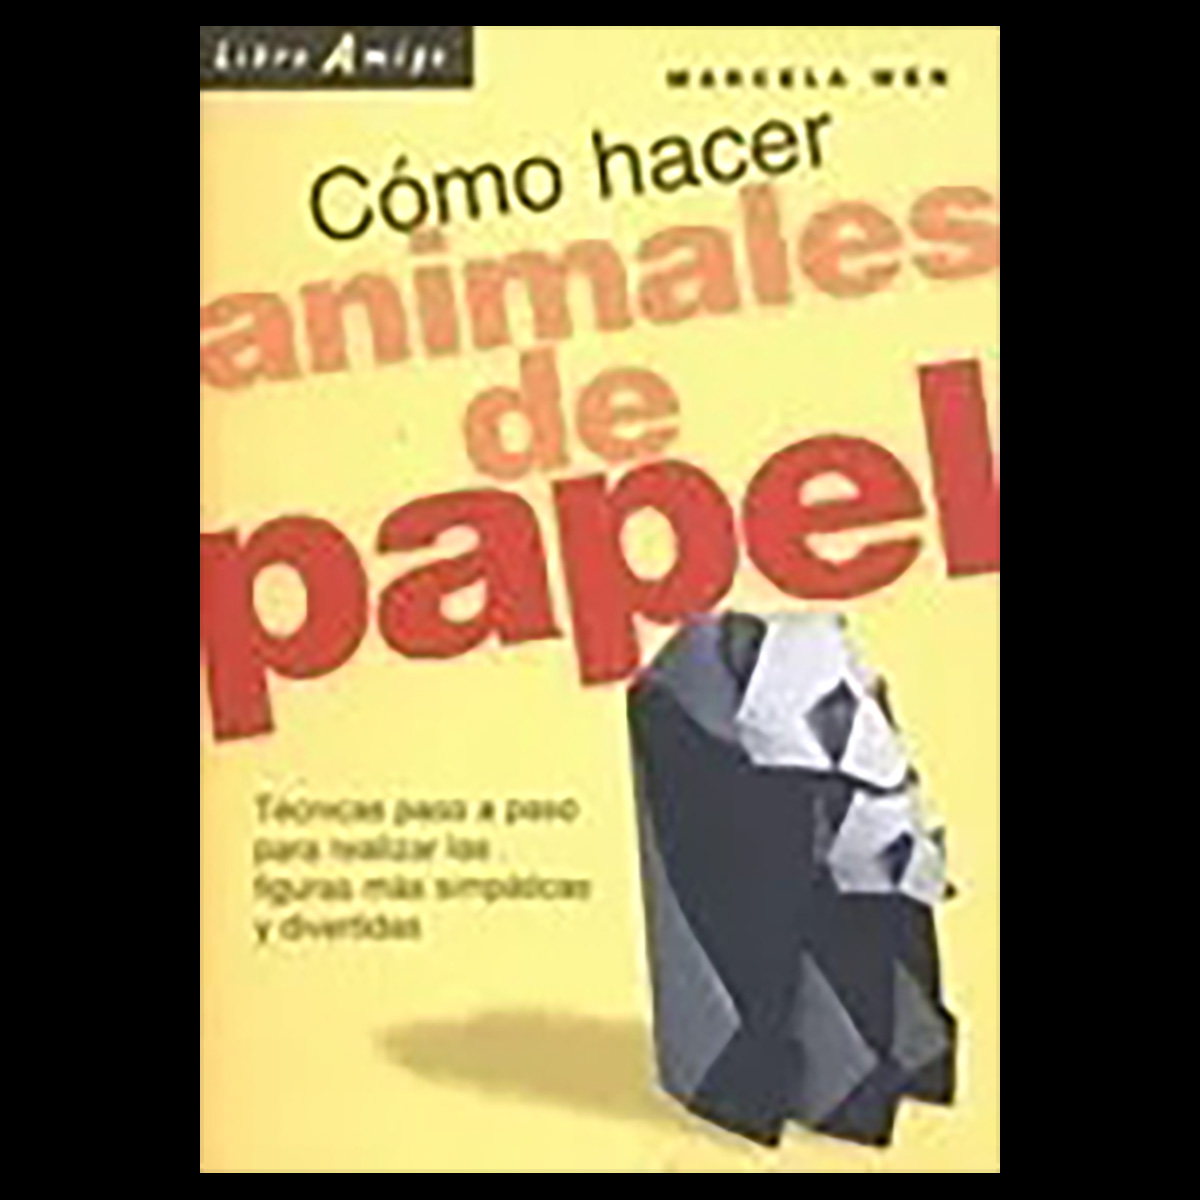 Libro Amigo
MARCELA WEN
Cómo hacer
animales
de
papel
Técnicas paso a paso
para realizar las
figuras más simpáticas
y divertidas